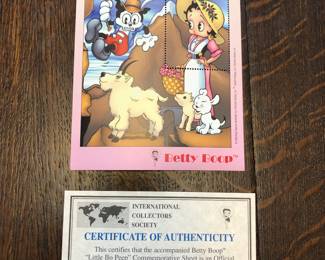 Betty Boop™
INTERNATIONAL
COLLECTORS
SOCIETY
CERTIFICATE OF AUTHENTICITY
This certifies that the accompanied Betty Boop®
"Little Bo Peep" Commemorative Sheet is an Official